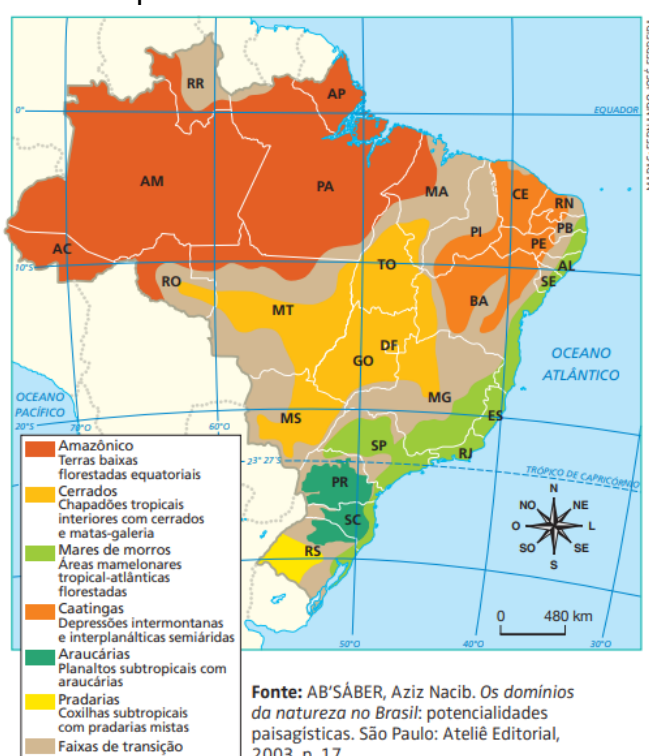 RR
AP
0°
EQUADOR
AM
PA
MA
CE
RN
PB
PI
PE
AC
10°S
TO
AL
SE
RO
BA
MT
DF
GO
OCEANO
ATLÂNTICO
OCEANO
PACÍFICO
MG
ES
20°S
70°O
60°O
MS
SP
RJ
23° 27'S
TRÓPICO DE CAPRICÓRNIO
PR
SC
RS
N
NO
NE
O
L
SO
SE
S
0 480 km
50°O
40°O
30°O
Amazônico
Terras baixas
florestadas equatoriais
Cerrados
Chapadões tropicais
interiores com cerrados
e matas-galeria
Mares de morros
Áreas mamelonares
tropical-atlânticas
florestadas
Caatingas
Depressões intermontanas
e interplanálticas semiáridas
Araucárias
Planaltos subtropicais com
araucárias
Pradarias
Coxilhas subtropicais
com pradarias mistas
Faixas de transição
Fonte: AB'SÁBER, Aziz Nacib. Os domínios
da natureza no Brasil: potencialidades
paisagísticas. São Paulo: Ateliê Editorial,
2003. p. 17.